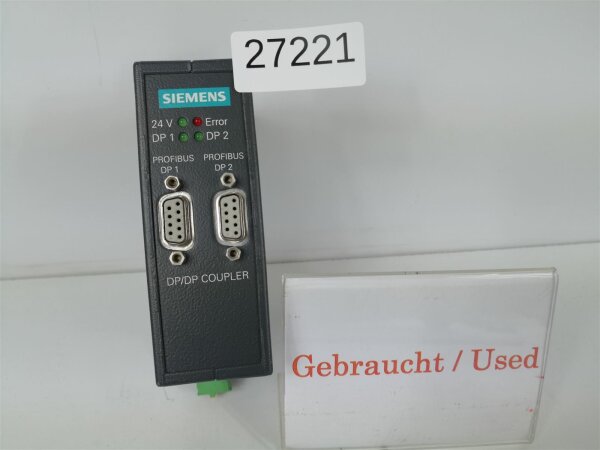 27221
SIEMENS
24 V Error
DP 1 DP 2
PROFIBUS PROFIBUS
DP 1 DP 2
DP/DP COUPLER
Gebraucht / Used